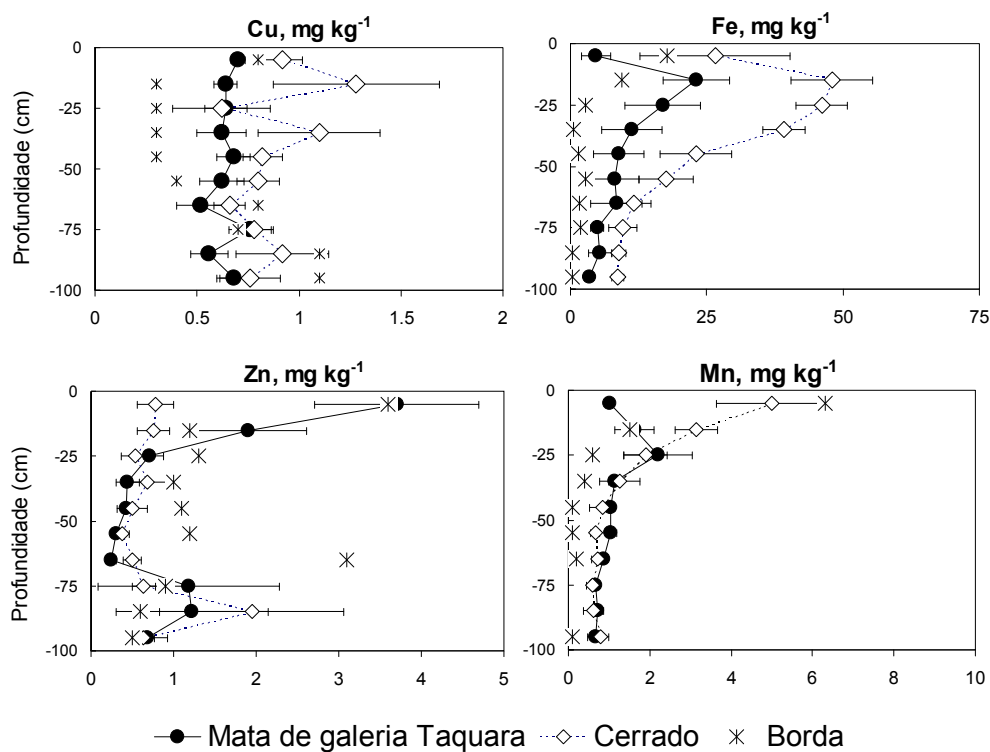 Cu, mg kg-1
Fe, mg kg-1
Profundidade (cm)
0
-25
-50
-75
-100
0 0.5 1 1.5 2
0
-25
-50
-75
-100
0 25 50 75
Zn, mg kg-1
Mn, mg kg-1
Profundidade (cm)
0
-25
-50
-75
-100
0 1 2 3 4 5
0
-25
-50
-75
-100
0 2 4 6 8 10
Mata de galeria Taquara Cerrado Borda